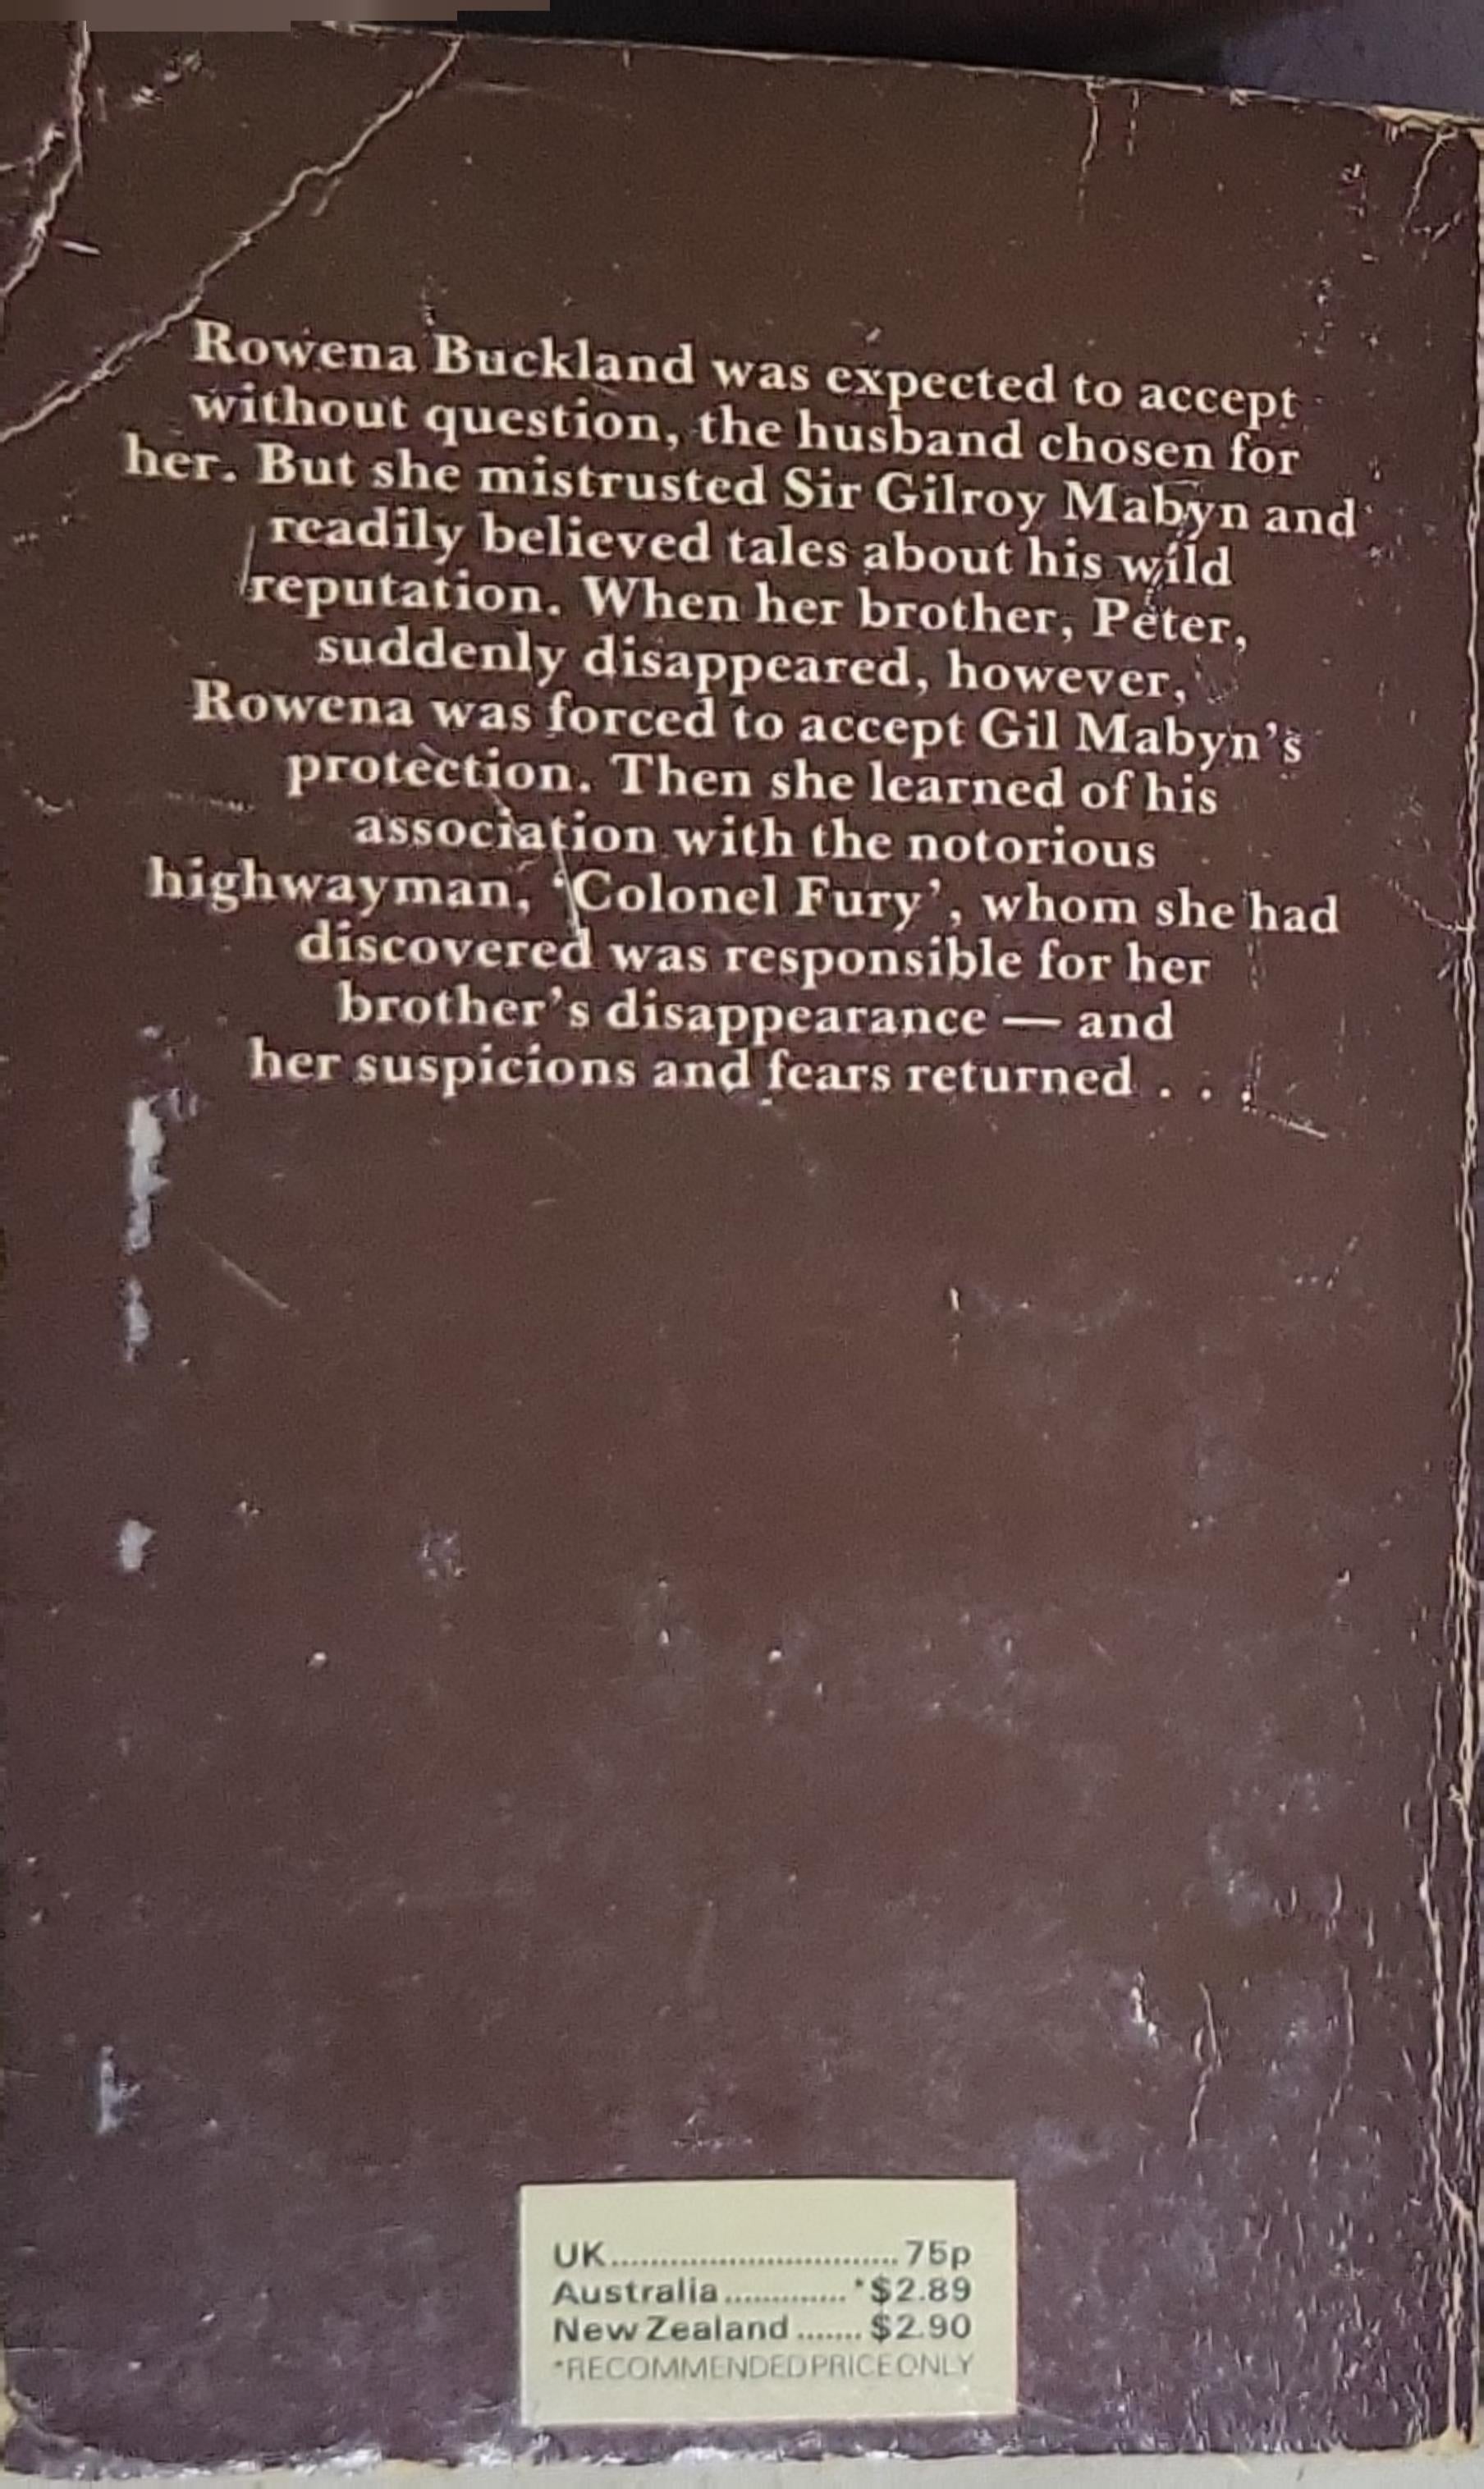 Rowena Buckland was expected to accept
without question, the husband chosen for
her. But she mistrusted Sir Gilroy Mabyn and
readily believed tales about his wild
reputation. When her brother, Peter,
suddenly disappeared, however,
Rowena was forced to accept Gil Mabyn's
protection. Then she learned of his
association with the notorious
highwayman, 'Colonel Fury', whom she had
discovered was responsible for her
brother's disappearance — and
her suspicions and fears returned . . .
UK............................. 75p
Australia ............. *$2.89
New Zealand ....... $2.90
*RECOMMENDED PRICE ONLY